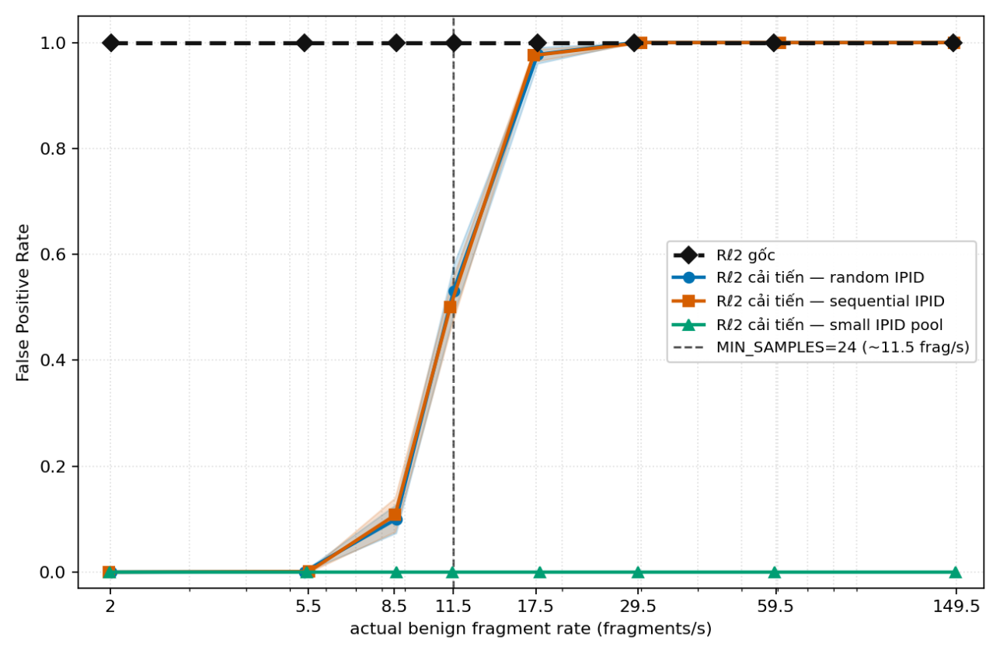 1.0
0.8
0.6
0.4
0.2
0.0
False Positive Rate
Rℓ2 gốc
Rℓ2 cải tiến — random IPID
Rℓ2 cải tiến — sequential IPID
Rℓ2 cải tiến — small IPID pool
MIN_SAMPLES=24 (~11.5 frag/s)
2 5.5 8.5 11.5 17.5 29.5 59.5 149.5
actual benign fragment rate (fragments/s)